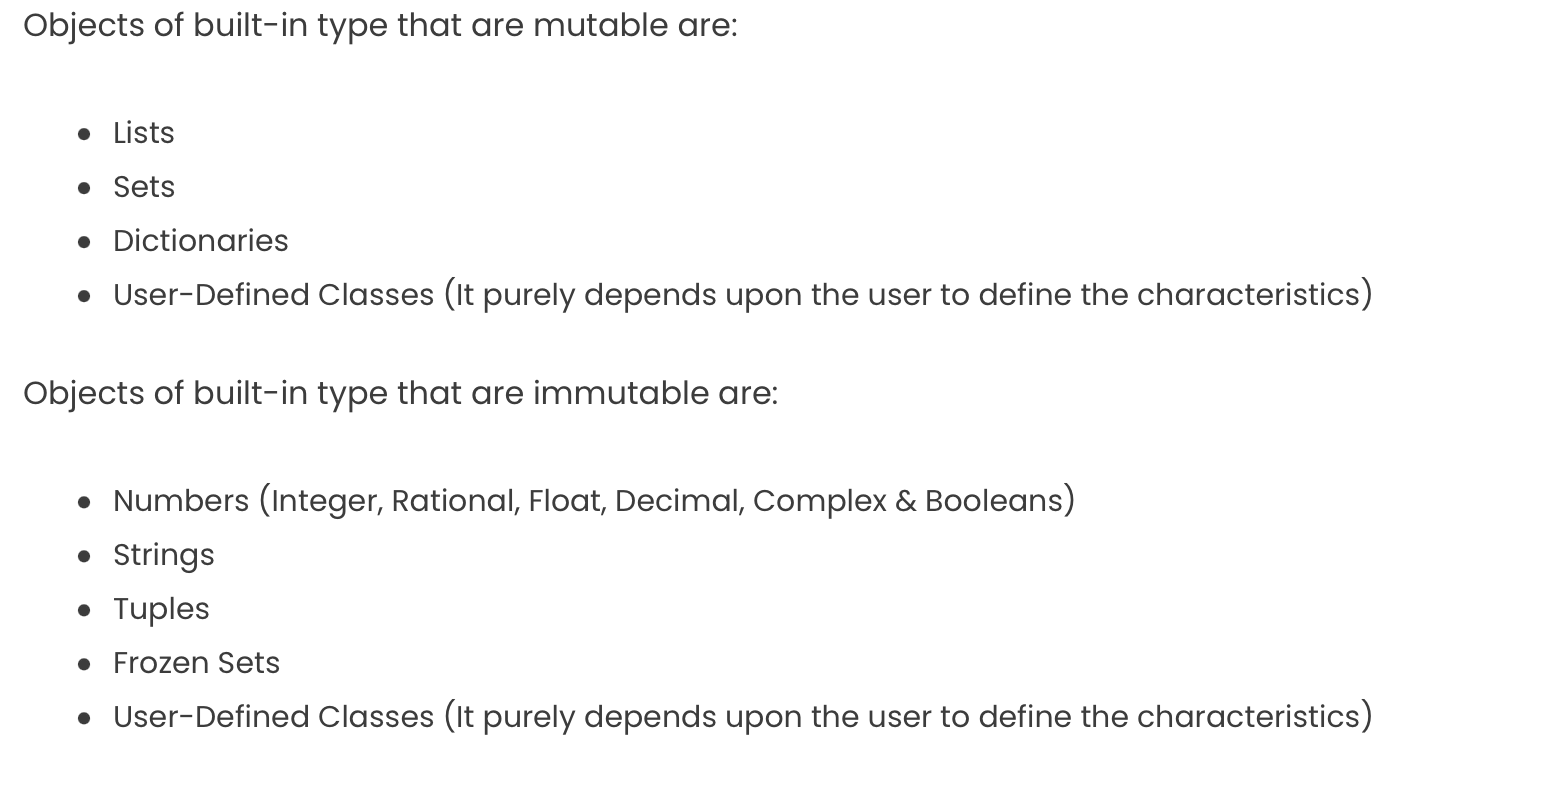 Objects of built-in type that are mutable are:
● Lists
● Sets
● Dictionaries
● User-Defined Classes (It purely depends upon the user to define the characteristics)
Objects of built-in type that are immutable are:
● Numbers (Integer, Rational, Float, Decimal, Complex & Booleans)
● Strings
● Tuples
● Frozen Sets
● User-Defined Classes (It purely depends upon the user to define the characteristics)